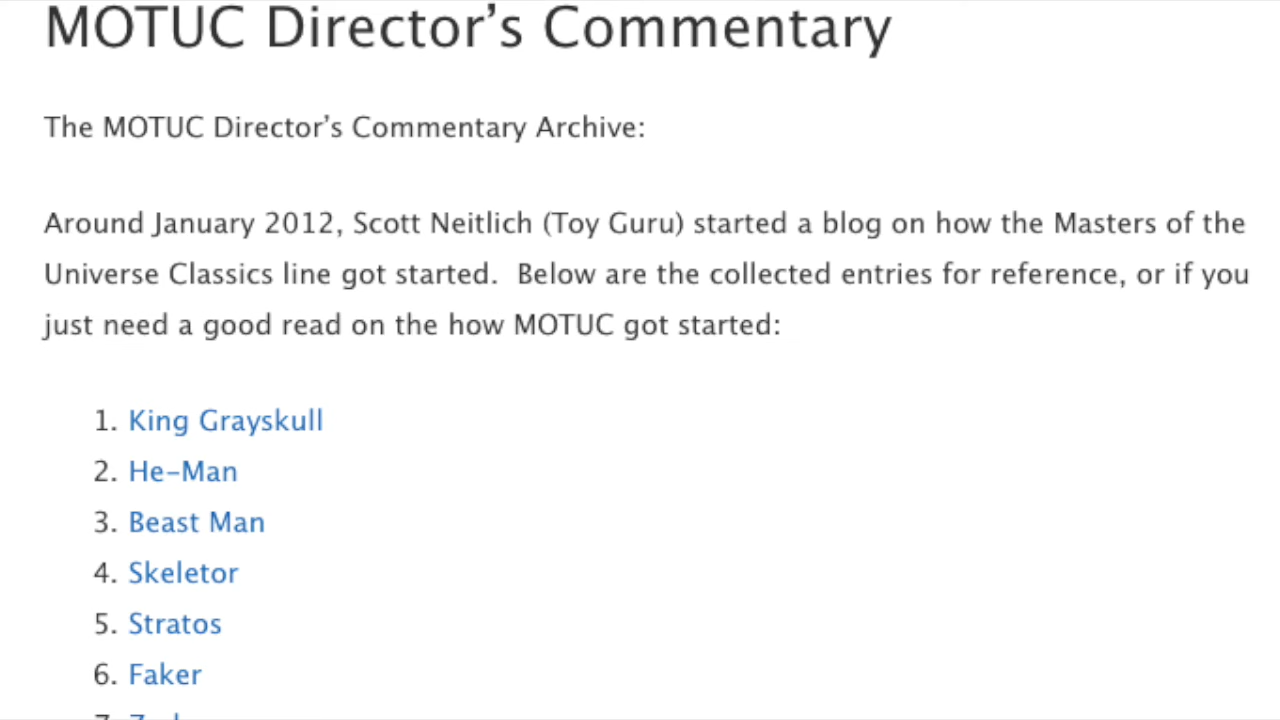 MOTUC Director’s Commentary
The MOTUC Director’s Commentary Archive:
Around January 2012, Scott Neitlich (Toy Guru) started a blog on how the Masters of the
Universe Classics line got started.  Below are the collected entries for reference, or if you
just need a good read on the how MOTUC got started:
1. King Grayskull
2. He-Man
3. Beast Man
4. Skeletor
5. Stratos
6. Faker